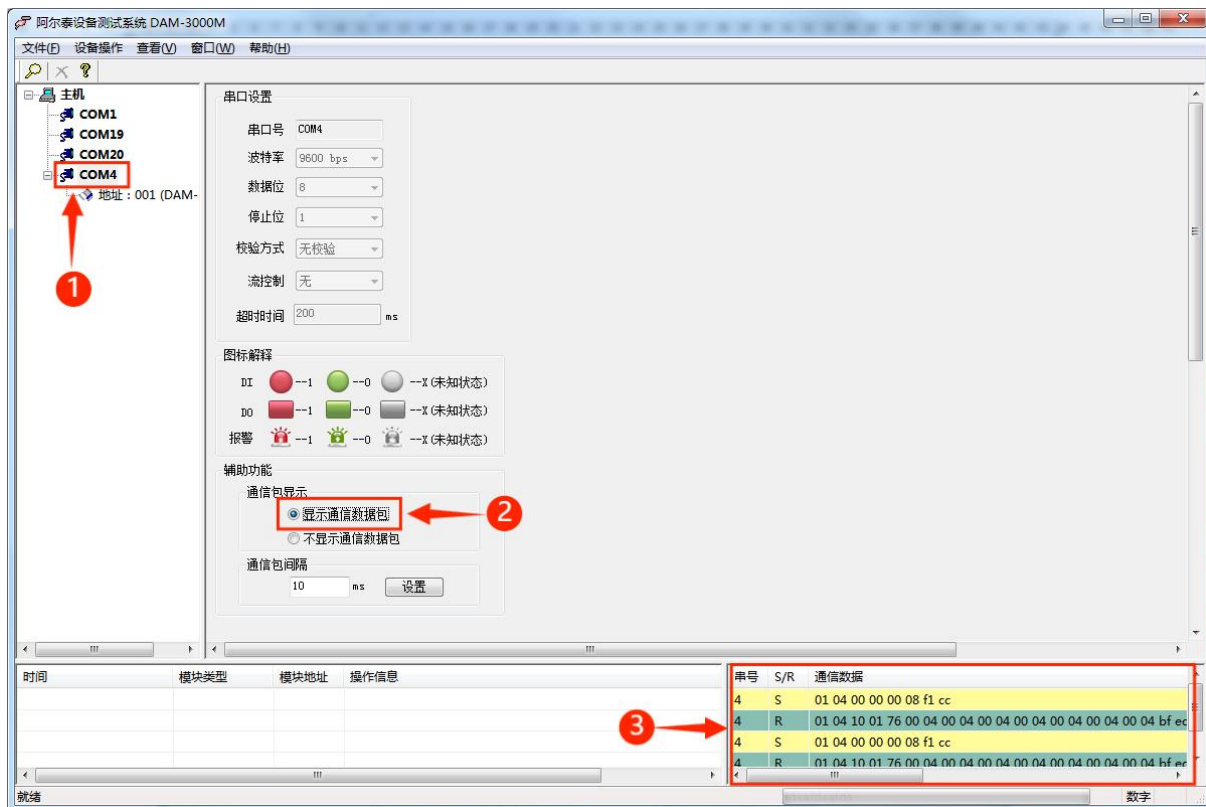 阿尔泰设备测试系统 DAM-3000M
文件(F) 设备操作 查看(V) 窗口(W) 帮助(H)
主机
COM1
COM19
COM20
COM4
地址：001 (DAM-
1
串口设置
串口号 COM4
波特率 9600 bps
数据位 8
停止位 1
校验方式 无校验
流控制 无
超时时间 200 ms
图标解释
DI --1 --0 --X(未知状态)
DO --1 --0 --X(未知状态)
报警 --1 --0 --X(未知状态)
辅助功能
通信包显示
显示通信数据包
2
不显示通信数据包
通信包间隔
10 ms 设置
时间 模块类型 模块地址 操作信息
3
串号 S/R 通信数据
4 S 01 04 00 00 00 08 f1 cc
4 R 01 04 10 01 76 00 04 00 04 00 04 00 04 00 04 00 04 00 04 bf ec
4 S 01 04 00 00 00 08 f1 cc
4 R 01 04 10 01 76 00 04 00 04 00 04 00 04 00 04 00 04 00 04 bf ec
就绪
数字